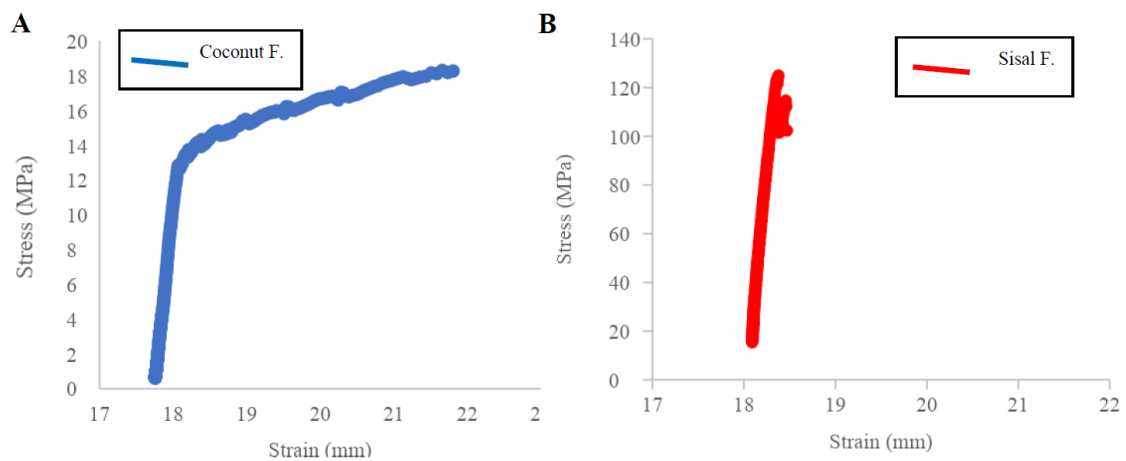 A
Coconut F.
Stress (MPa)
20
18
16
14
12
10
8
6
4
2
0
17 18 19 20 21 22 2
Strain (mm)
B
Sisal F.
Stress (MPa)
140
120
100
80
60
40
20
0
17 18 19 20 21 22
Strain (mm)